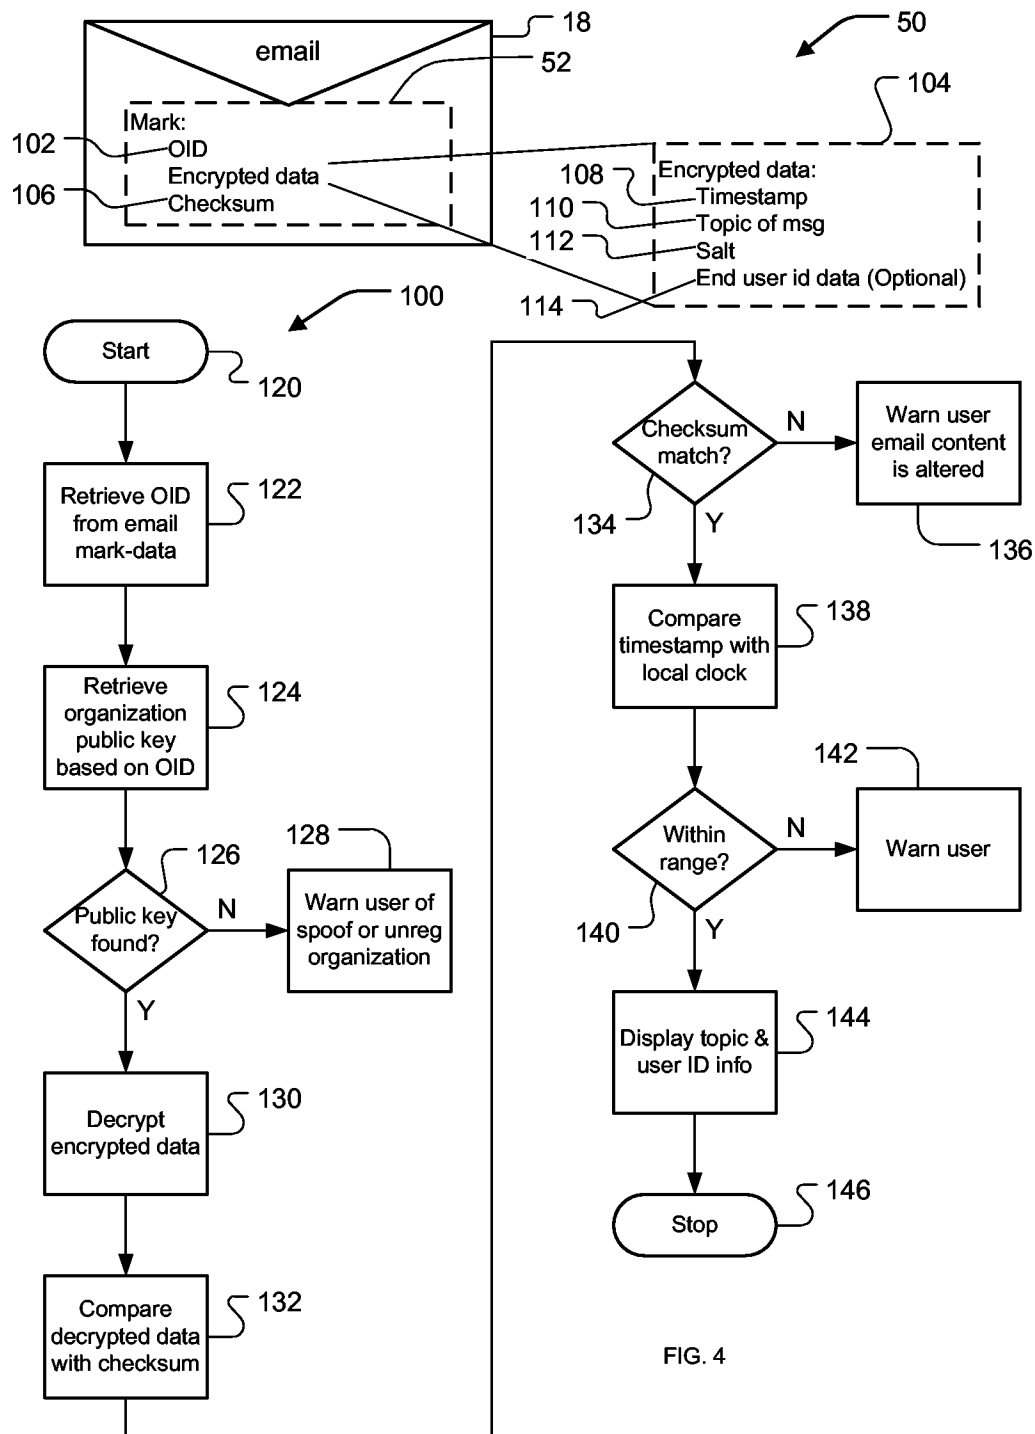 18
50
email
52
104
Mark:
102
OID
Encrypted data
106
Checksum
Encrypted data:
108
Timestamp
110
Topic of msg
112
Salt
End user id data (Optional)
114
100
Start
120
Retrieve OID
from email
mark-data
122
Retrieve
organization
public key
based on OID
124
126
Public key
found?
N
Y
128
Warn user of
spoof or unreg
organization
Decrypt
encrypted data
130
Compare
decrypted data
with checksum
132
Checksum
match?
N
Y
134
Warn user
email content
is altered
136
Compare
timestamp with
local clock
138
Within
range?
N
Y
140
142
Warn user
Display topic &
user ID info
144
Stop
146
FIG. 4